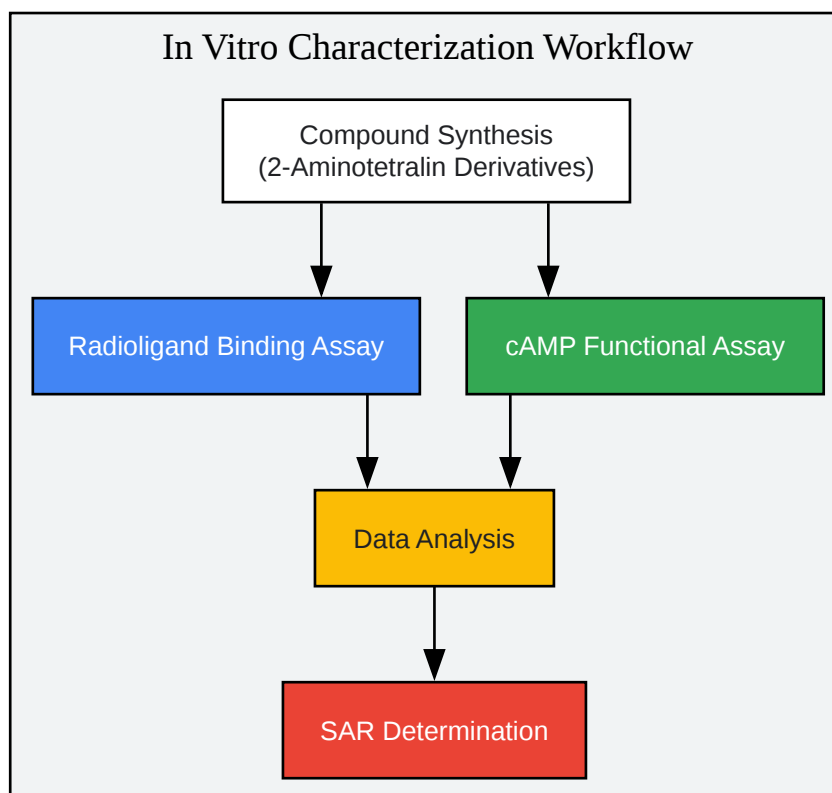 In Vitro Characterization Workflow
Compound Synthesis
(2-Aminotetralin Derivatives)
Radioligand Binding Assay
cAMP Functional Assay
Data Analysis
SAR Determination